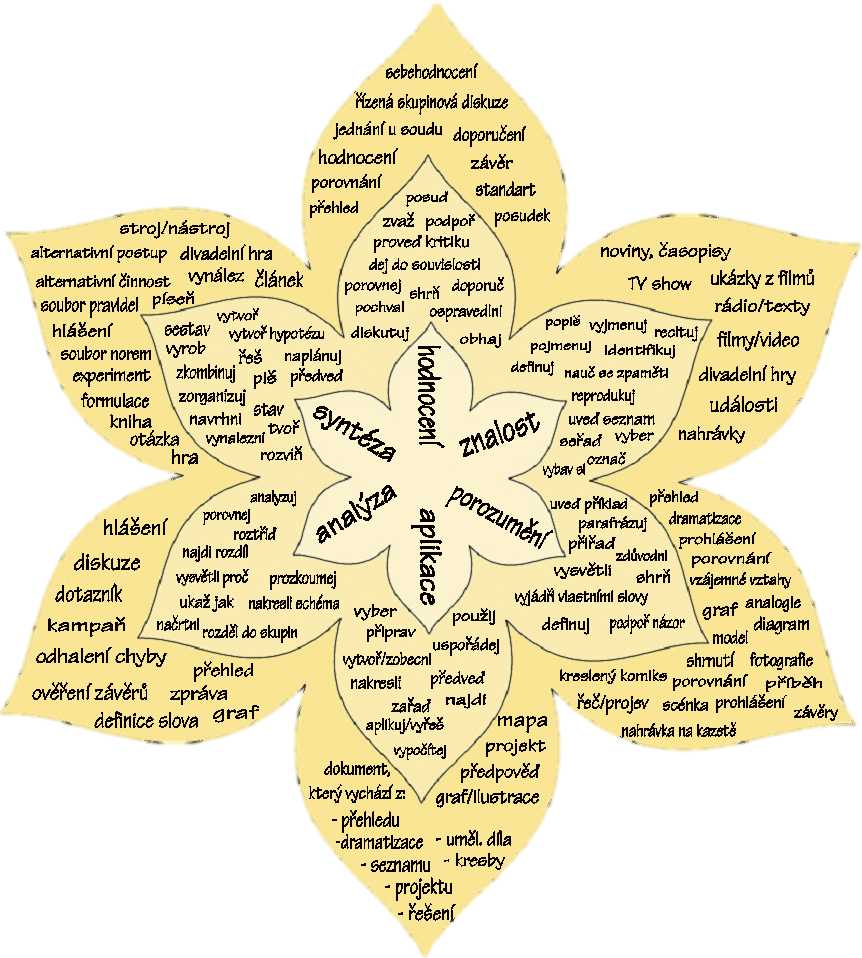 sebehodnocení
řízená skupinová diskuze
jednání u soudu
doporučení
hodnocení
závěr
porovnání
standart
přehled
posudek
posuď
zvaž podpoř
proveď kritiku
dej do souvislosti
porovnej
shrň
doporuč
pochval
ospravedlni
diskutuj
obhaj
hodnocení
noviny, časopisy
TV show
ukázky z filmů
rádio/texty
filmy/video
divadelní hry
události
nahrávky
popiš
vyjmenuj
recituj
pojmenuj
identifikuj
definuj
nauč se zpaměti
reprodukuj
uveď seznam
seřaď
vyber
označ
vybav si
znalost
přehled
dramatizace
prohlášení
porovnání
vzájemné vztahy
graf
analogie
diagram
model
shrnutí
fotografie
kreslený komiks
porovnání
příběh
řeč/projev
scénka
prohlášení
závěry
nahrávka na kazetě
uveď příklad
parafrázuj
přiřaď
zdůvodni
vysvětli
shrň
vyjádři vlastními slovy
definuj
podpoř názor
porozumění
aplikace
vyber
použij
připrav
uspořádej
vytvoř/zobecni
předveď
nakresli
najdi
zařaď
aplikuj/vyřeš
vypočítej
mapa
projekt
předpověď
graf/ilustrace
dokument,
který vychází z:
- přehledu
-dramatizace
- uměl. díla
- seznamu
- kresby
- projektu
- řešení
analýza
analyzuj
porovnej
roztřiď
najdi rozdíl
vysvětli proč
prozkoumej
ukaž jak
nakresli schéma
načrtni
rozděl do skupin
hlášení
diskuze
dotazník
kampaň
odhalení chyby
přehled
ověření závěrů
zpráva
definice slova
graf
syntéza
vytvoř
sestav
vytvoř hypotézu
vyrob
řeš
naplánuj
zkombinuj
piš
předveď
zorganizuj
stav
navrhni
tvoř
vynalezni
rozviň
stroj/nástroj
alternativní postup
divadelní hra
alternativní činnost
vynález
článek
soubor pravidel
píseň
hlášení
soubor norem
experiment
formulace
kniha
otázka
hra